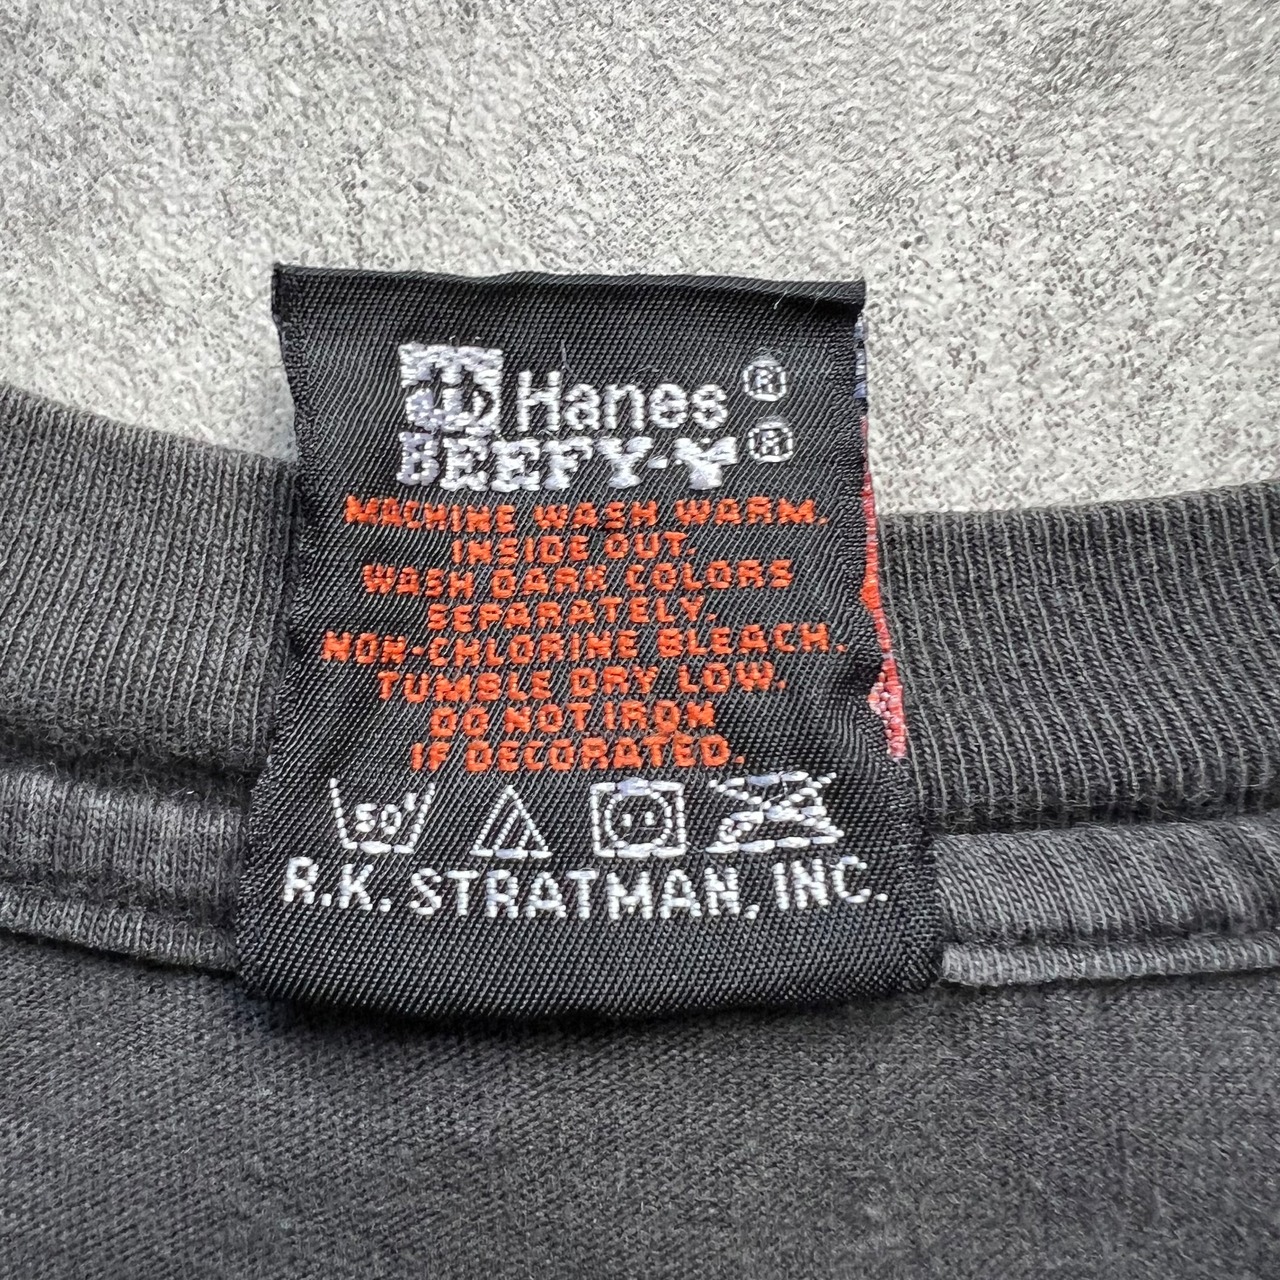 Hanes ®
BEEFY-T ®
MACHINE WASH WARM.
INSIDE OUT.
WASH DARK COLORS
SEPARATELY.
NON-CHLORINE BLEACH.
TUMBLE DRY LOW.
DO NOT IRON
IF DECORATED.
50
R.K. STRATMAN, INC.